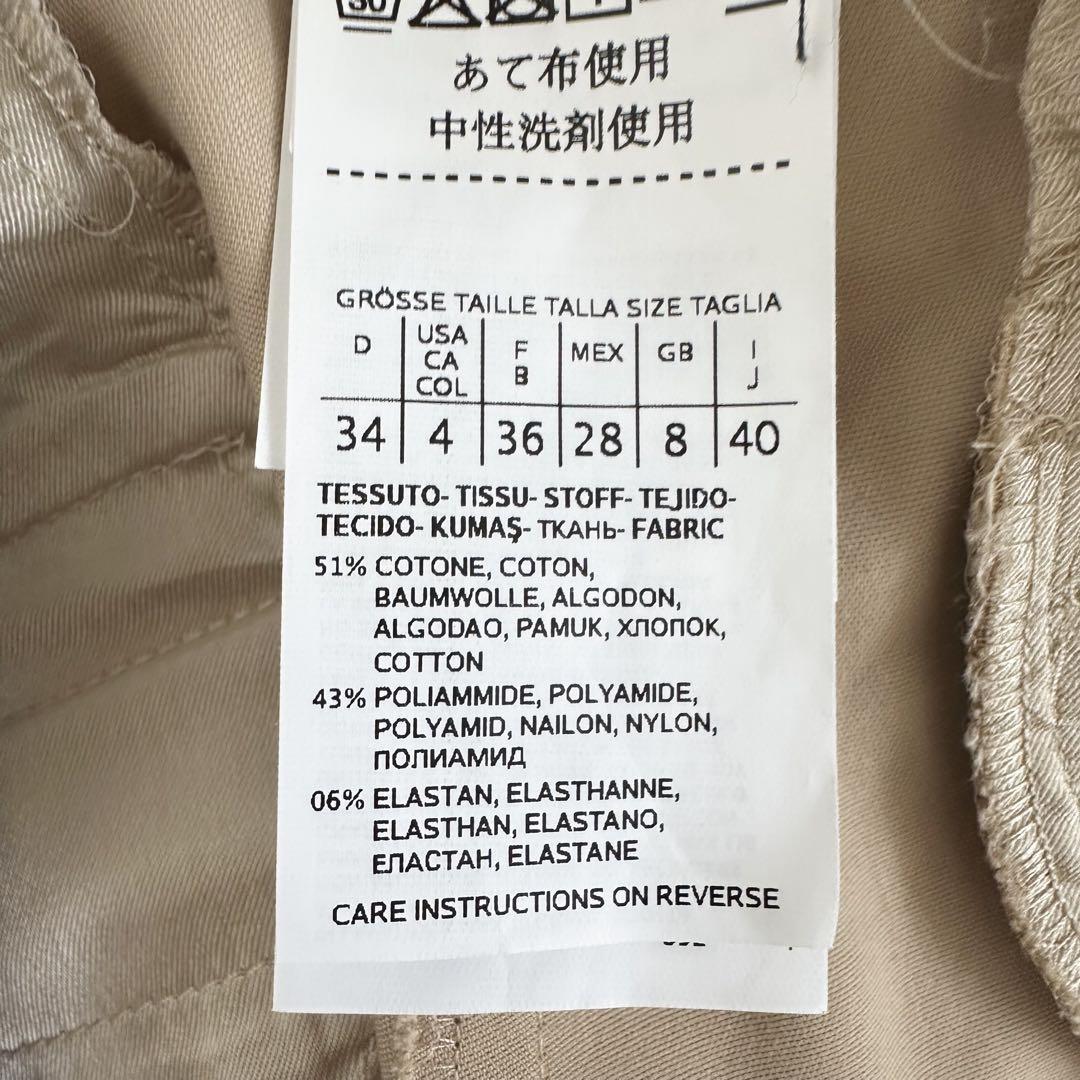 30
あて布使用
中性洗剤使用
GRÖSSE TAILLE TALLA SIZE TAGLIA
D USA CA COL F B MEX GB I J
34 4 36 28 8 40
TESSUTO- TISSU- STOFF- TEJIDO-
TECIDO- KUMAŞ- ТКАНЬ- FABRIC
51% COTONE, COTON,
BAUMWOLLE, ALGODON,
ALGODAO, PAMUK, ХЛОПОК,
COTTON
43% POLIAMMIDE, POLYAMIDE,
POLYAMID, NAILON, NYLON,
ПОЛИАМИД
06% ELASTAN, ELASTHANNE,
ELASTHAN, ELASTANO,
ЕЛАСТАН, ELASTANE
CARE INSTRUCTIONS ON REVERSE